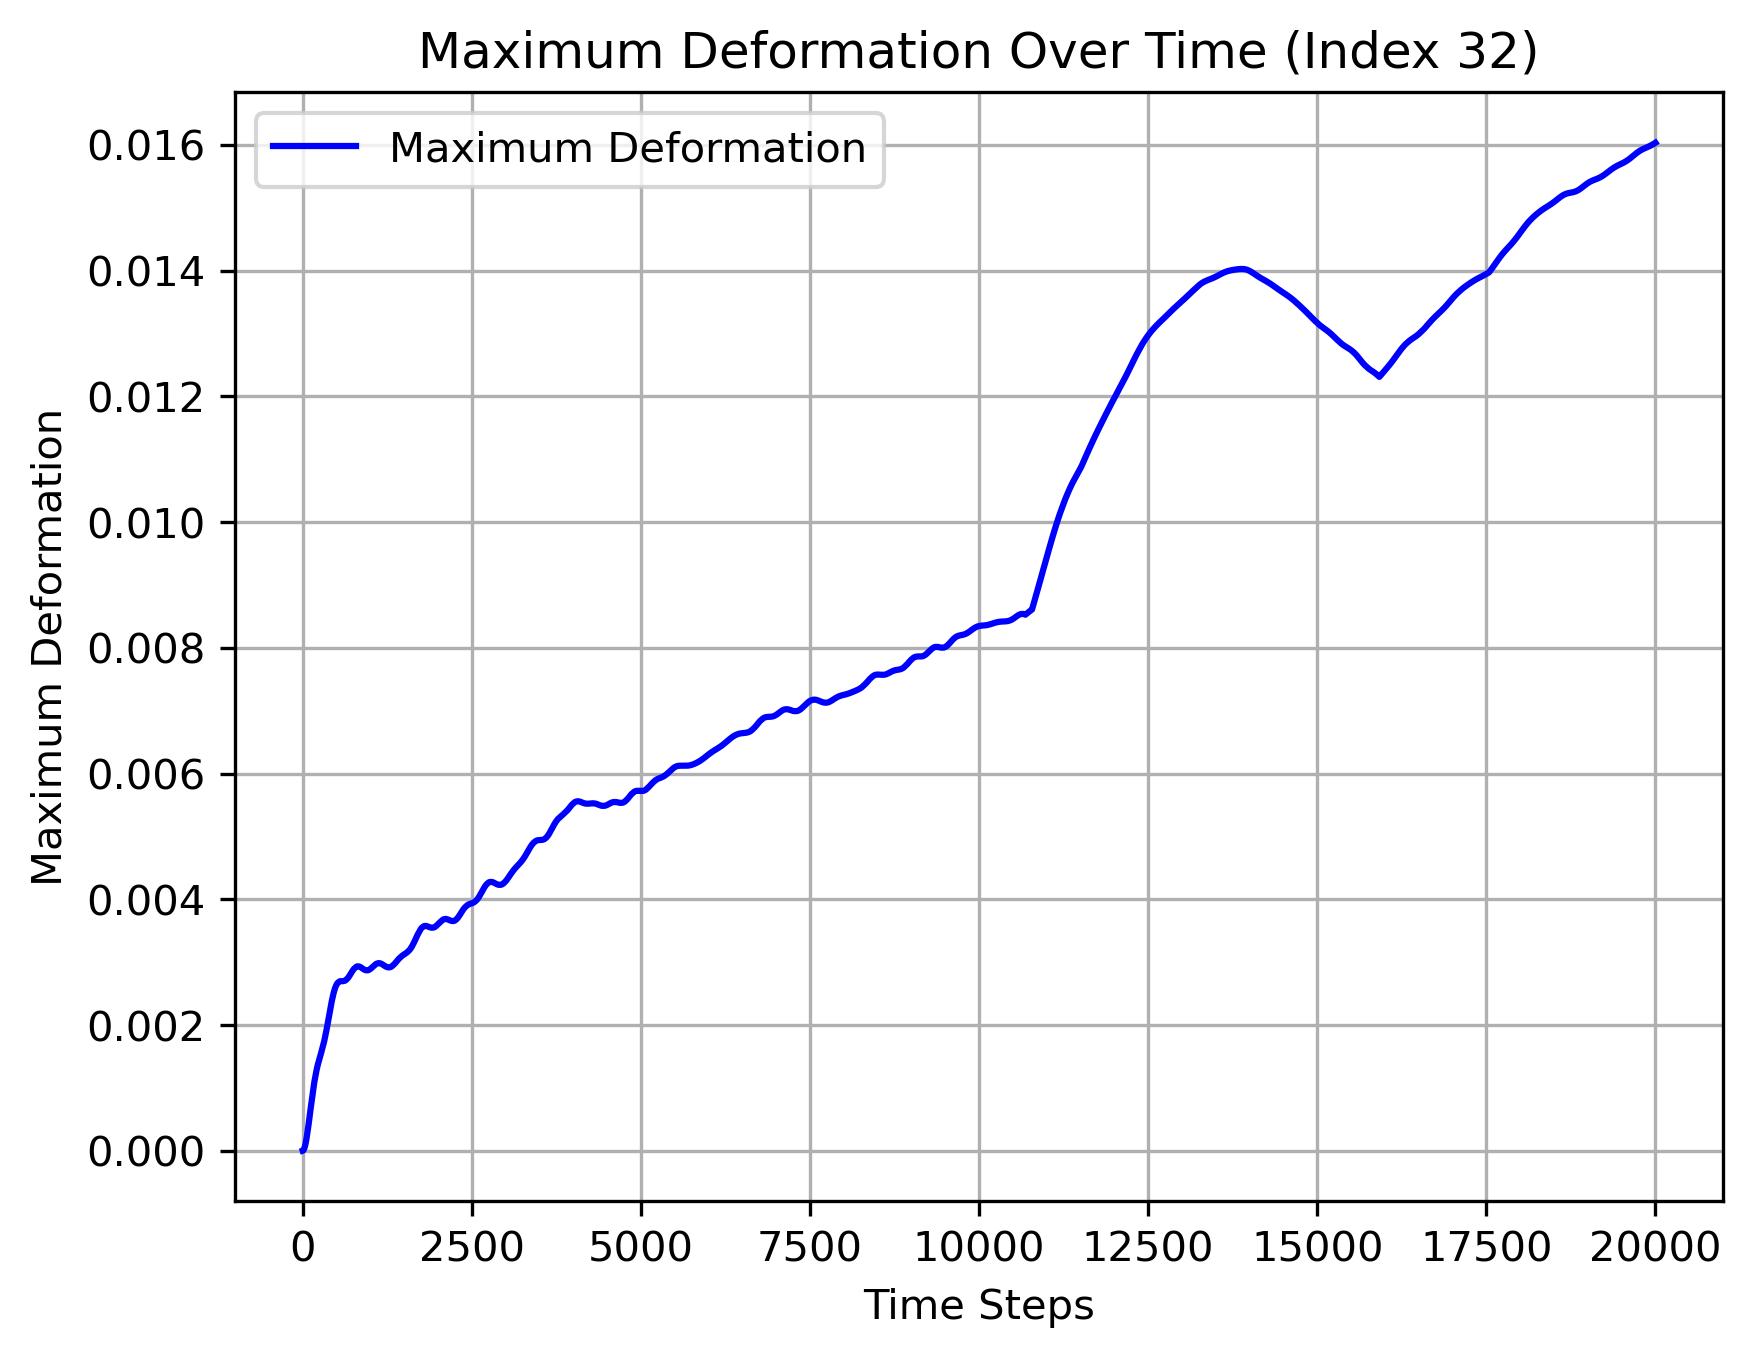 Maximum Deformation Over Time (Index 32)
Maximum Deformation
0.016
0.014
0.012
0.010
0.008
0.006
0.004
0.002
0.000
Maximum Deformation
0 2500 5000 7500 10000 12500 15000 17500 20000
Time Steps